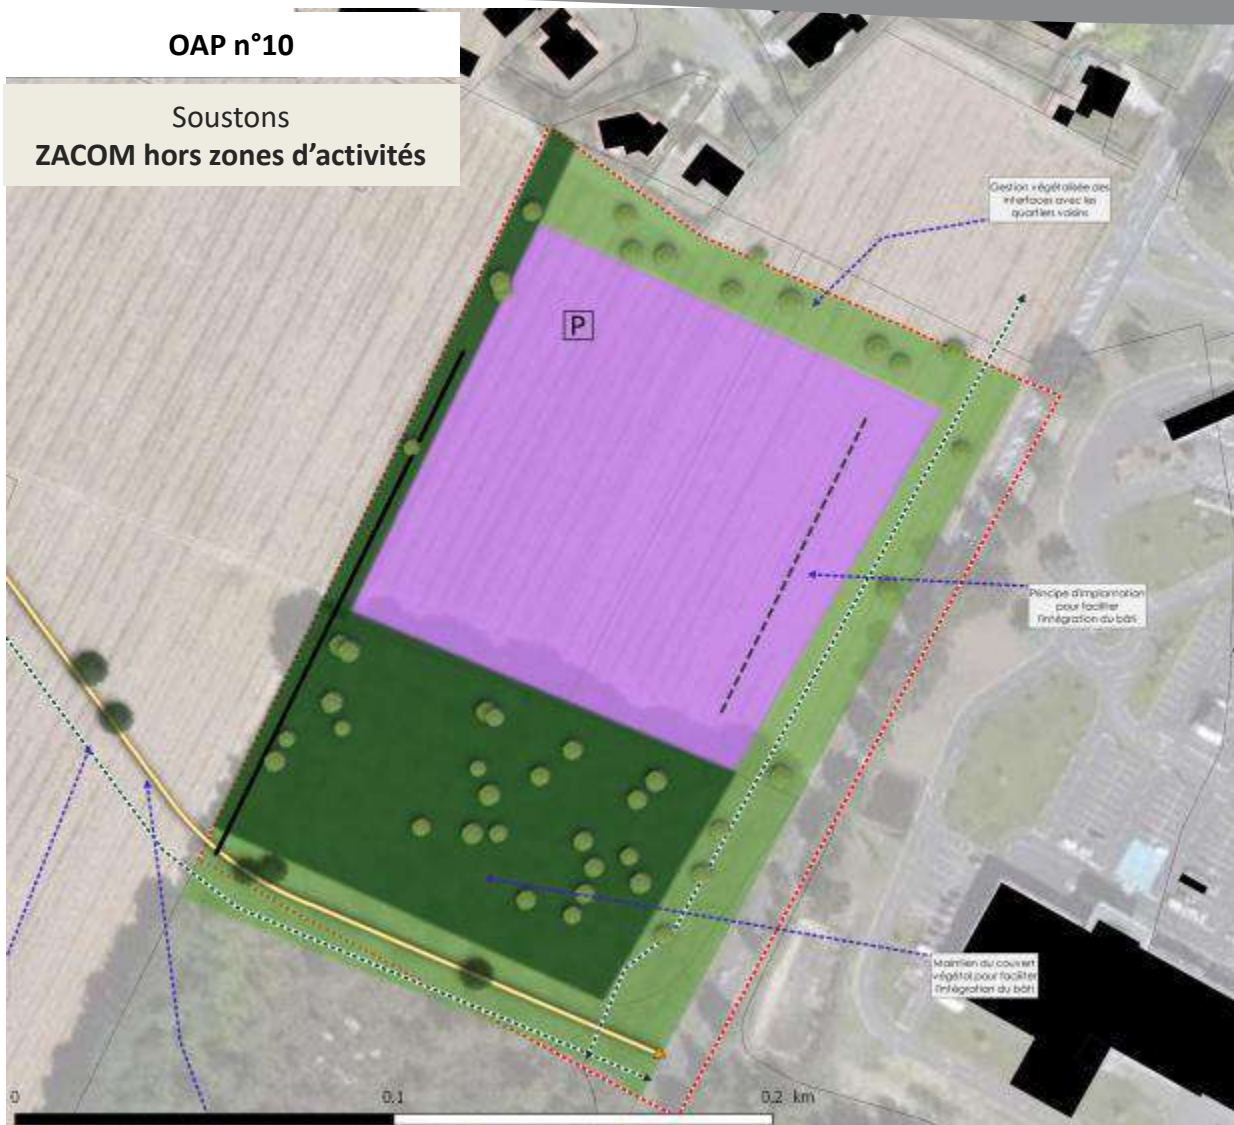 OAP n°10
Soustons
ZACOM hors zones d'activités
Gestion végétalisée des
interfaces avec les
quartiers voisins
P
Principe d'implantation
pour faciliter
l'intégration du bâti
Maintien du couvert
végétal pour faciliter
l'intégration du bâti
0 0.1 0.2 km